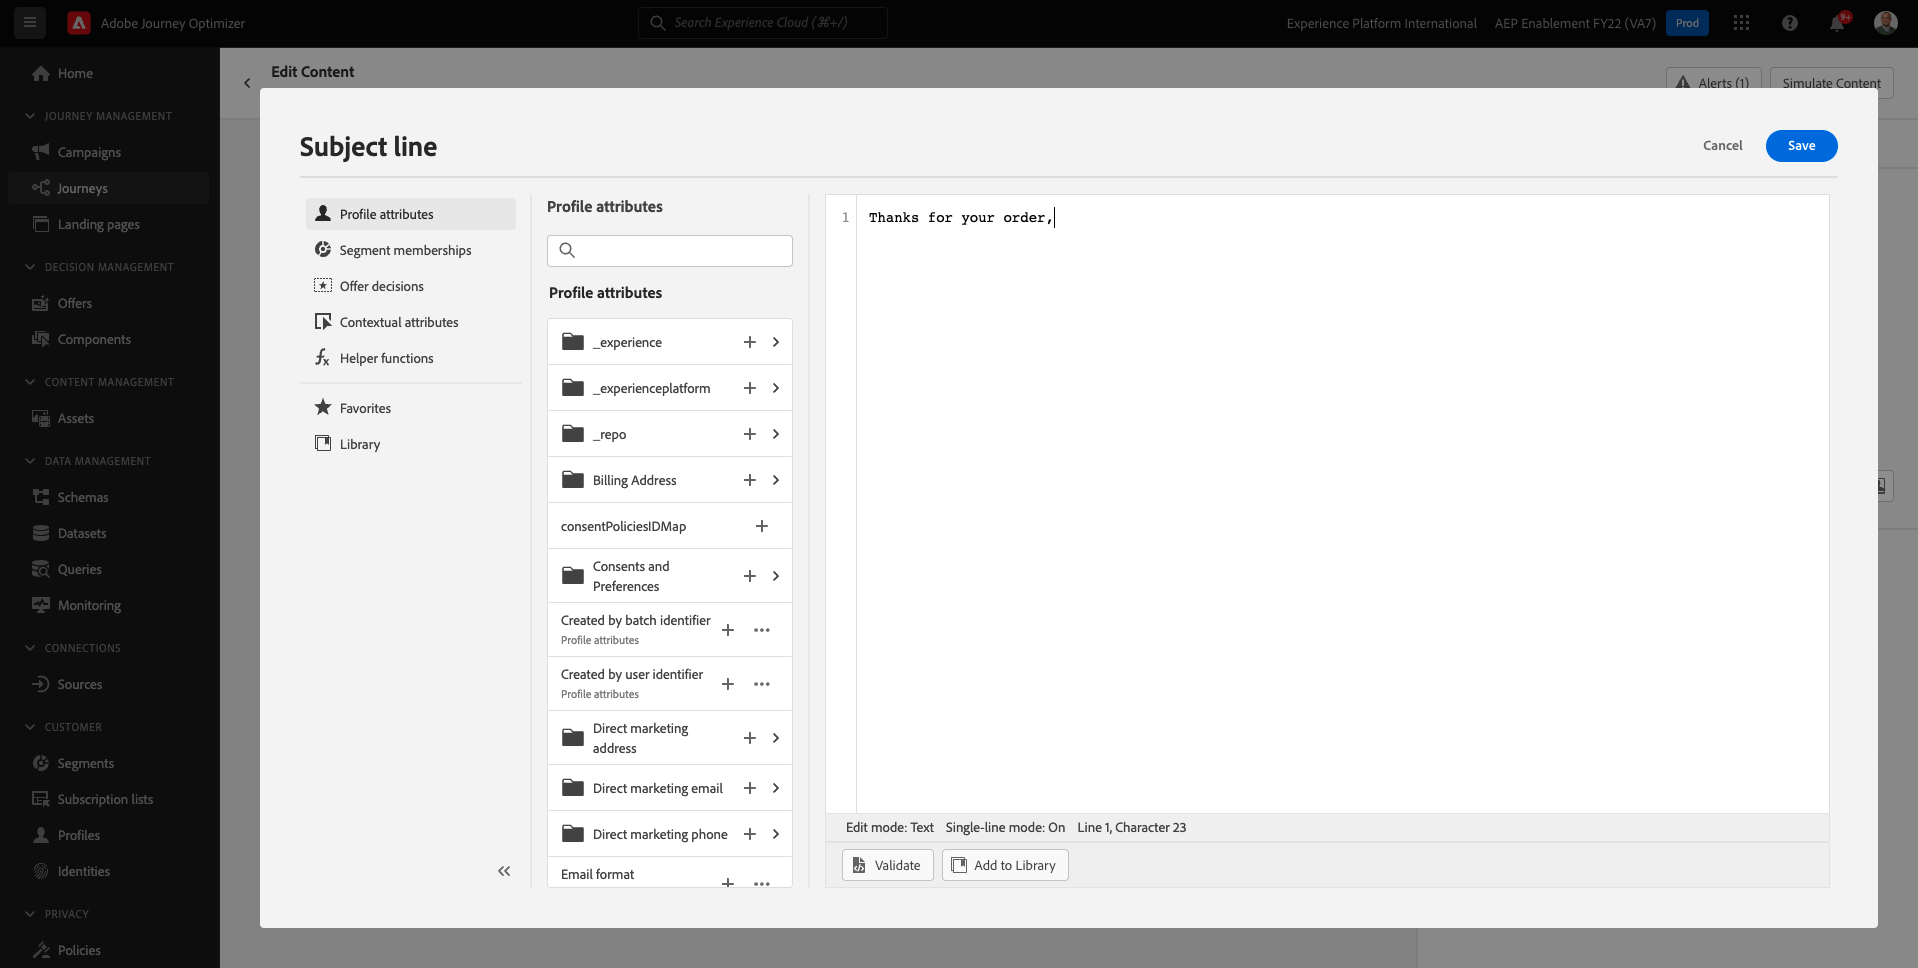 Adobe Journey Optimizer
Search Experience Cloud (⌘+/)
Experience Platform International
AEP Enablement FY22 (VA7)
Prod
9+
Home
JOURNEY MANAGEMENT
Campaigns
Journeys
Landing pages
DECISION MANAGEMENT
Offers
Components
CONTENT MANAGEMENT
Assets
DATA MANAGEMENT
Schemas
Datasets
Queries
Monitoring
CONNECTIONS
Sources
CUSTOMER
Segments
Subscription lists
Profiles
Identities
PRIVACY
Policies
Edit Content
Alerts (1)
Simulate Content
Subject line
Cancel
Save
Profile attributes
Segment memberships
Offer decisions
Contextual attributes
Helper functions
Favorites
Library
Profile attributes
Profile attributes
_experience
_experienceplatform
_repo
Billing Address
consentPoliciesIDMap
Consents and
Preferences
Created by batch identifier
Profile attributes
Created by user identifier
Profile attributes
Direct marketing
address
Direct marketing email
Direct marketing phone
Email format
1 Thanks for your order,
Edit mode: Text Single-line mode: On Line 1, Character 23
Validate
Add to Library